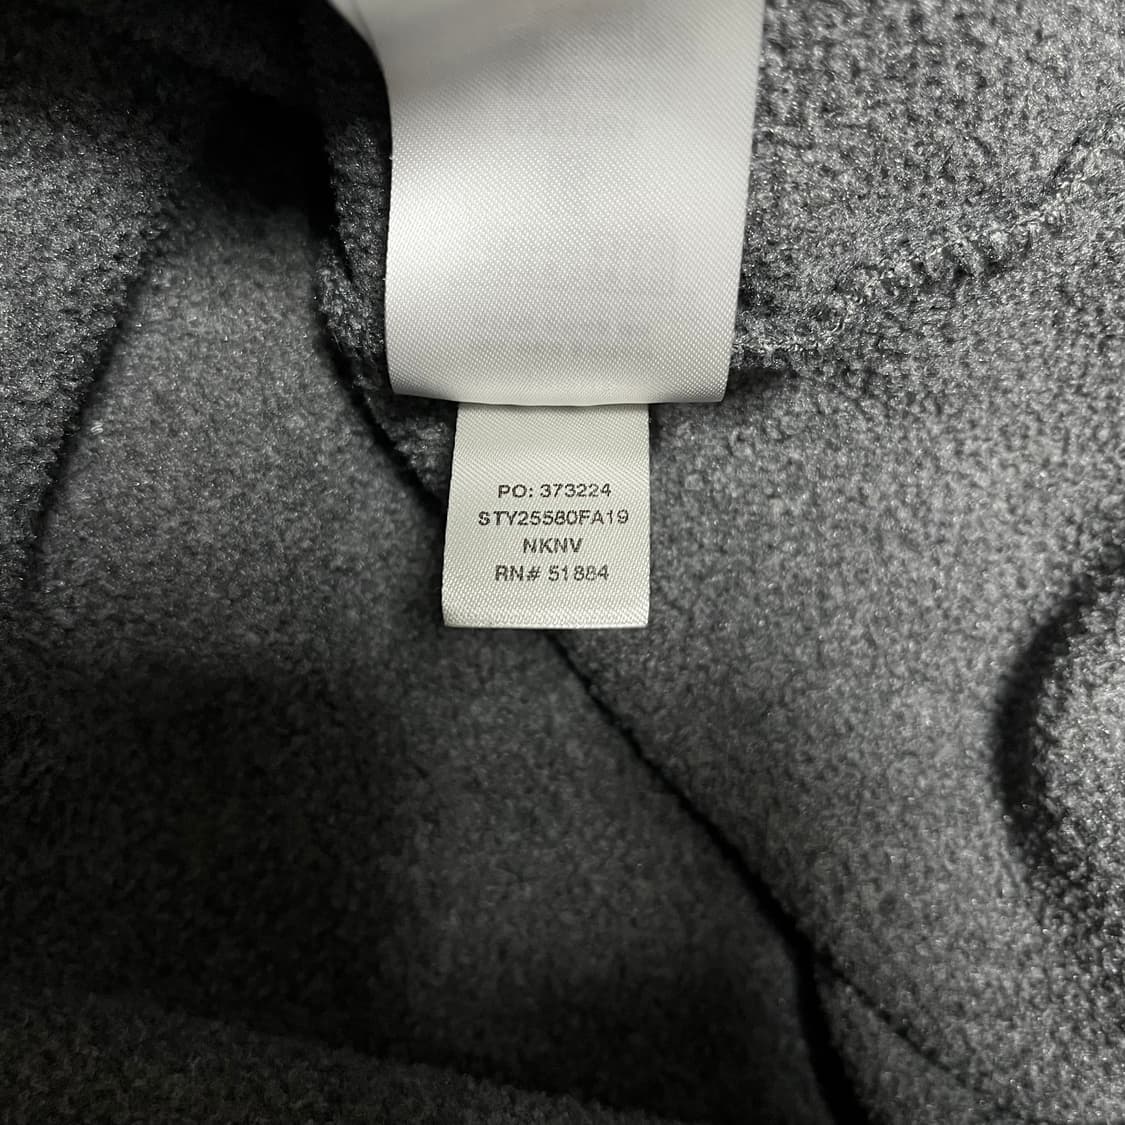 PO: 373224
STY25580FA19
NKNV
RN# 51884